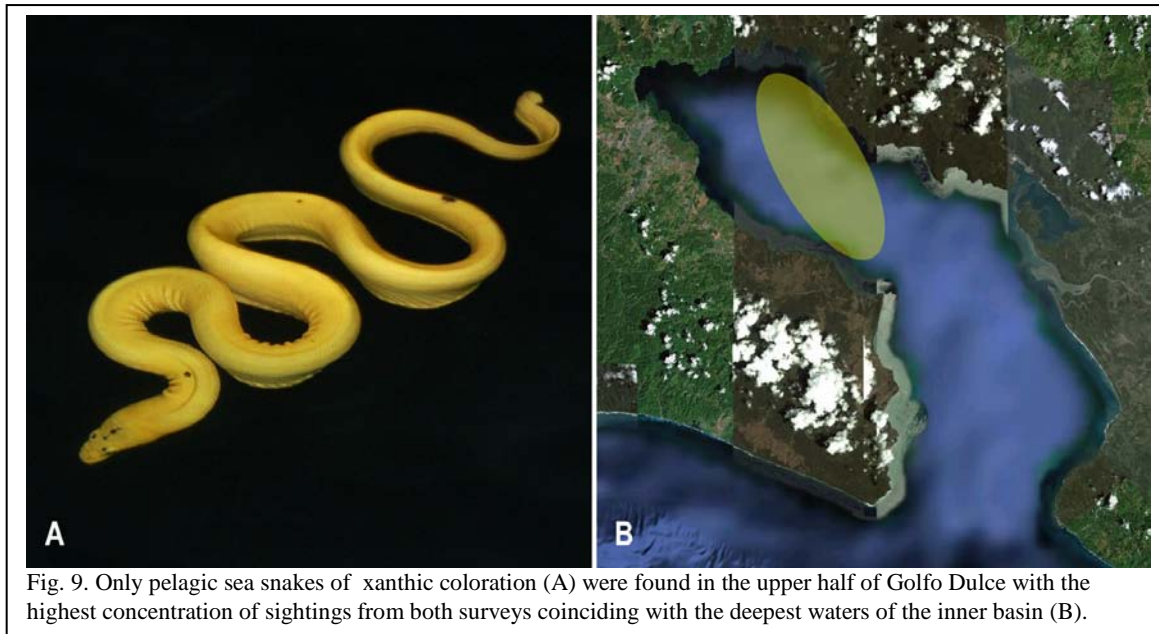 A
B
Fig. 9. Only pelagic sea snakes of xanthic coloration (A) were found in the upper half of Golfo Dulce with the
highest concentration of sightings from both surveys coinciding with the deepest waters of the inner basin (B).